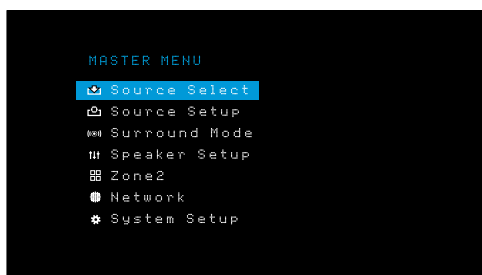 MASTER MENU
Source Select
Source Setup
Surround Mode
Speaker Setup
Zone2
Network
System Setup